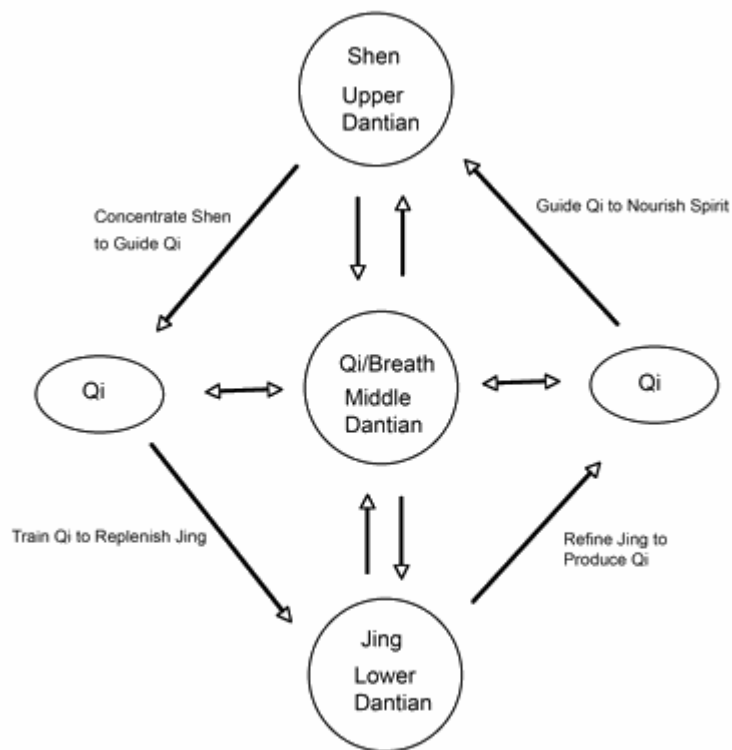 Shen
Upper
Dantian
Concentrate Shen
to Guide Qi
Guide Qi to Nourish Spirit
Qi
Qi/Breath
Middle
Dantian
Qi
Train Qi to Replenish Jing
Refine Jing to
Produce Qi
Jing
Lower
Dantian